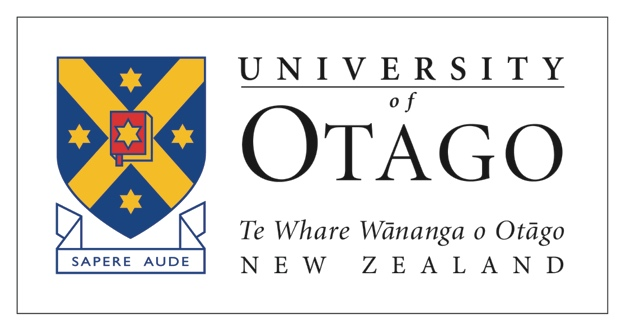 UNIVERSITY
of
OTAGO
Te Whare Wānanga o Otāgo
NEW ZEALAND
SAPERE AUDE